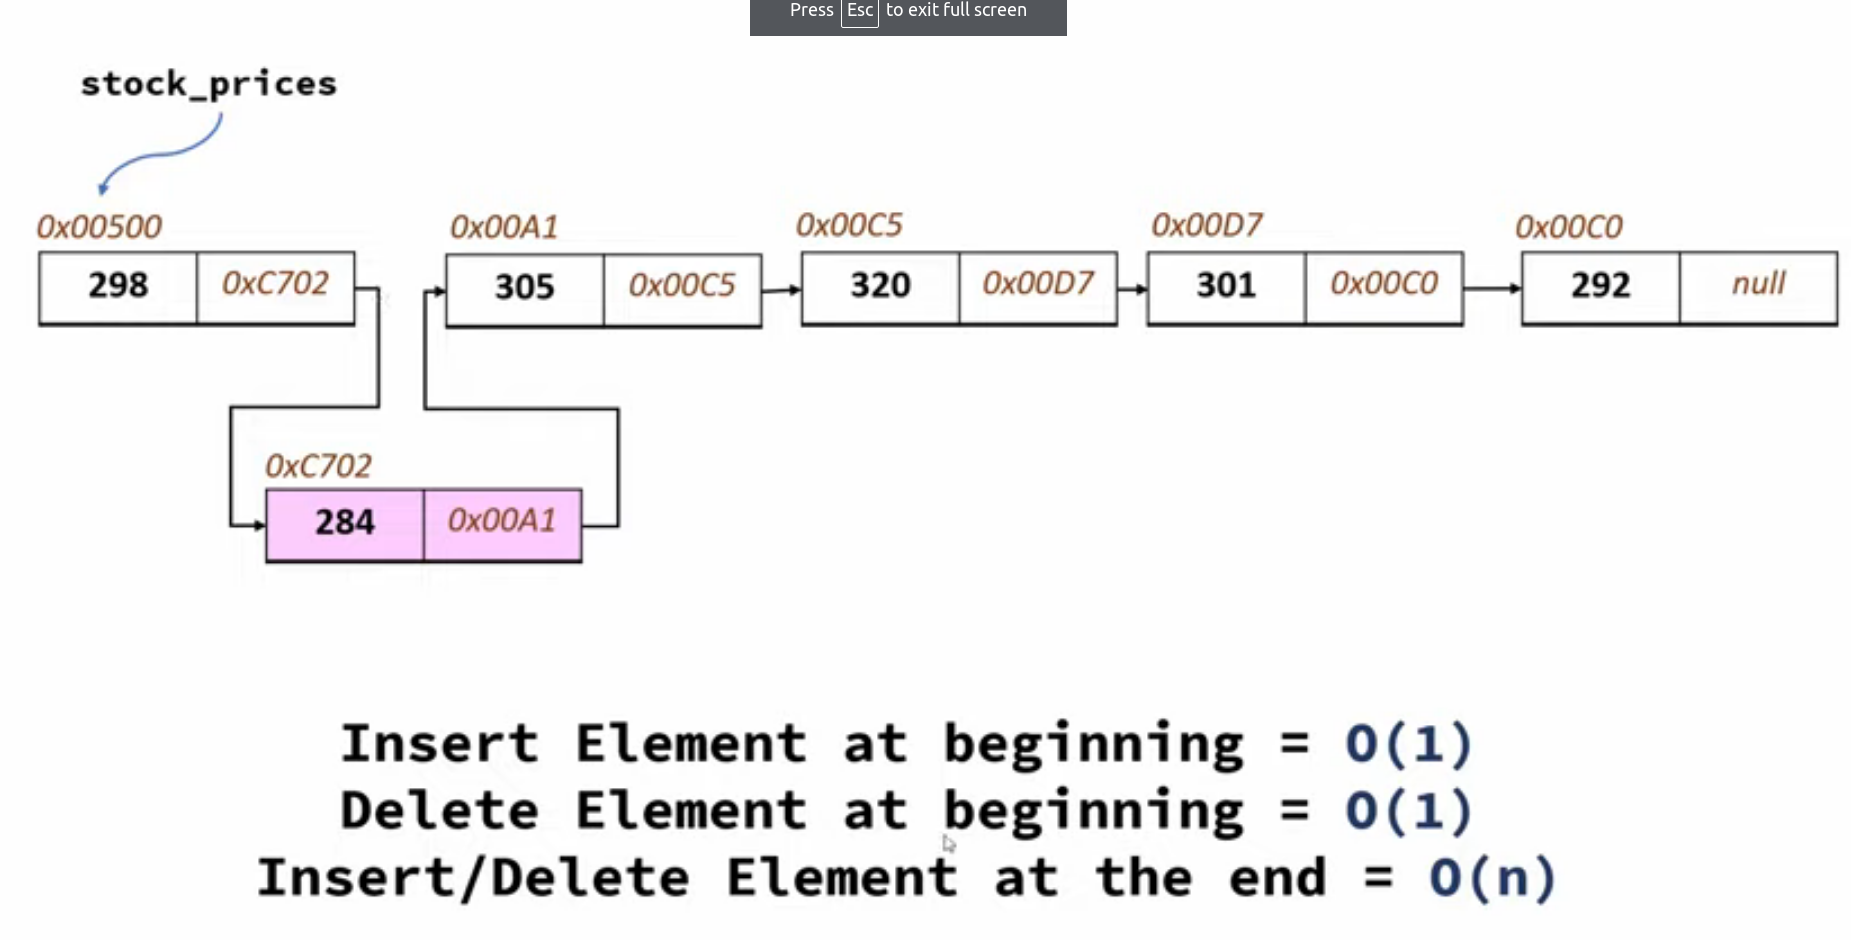 Press Esc to exit full screen
stock_prices
0x00500 0x00A1 0x00C5 0x00D7 0x00C0
298 0xC702 305 0x00C5 320 0x00D7 301 0x00C0 292 null
0xC702
284 0x00A1
Insert Element at beginning = O(1)
Delete Element at beginning = O(1)
Insert/Delete Element at the end = O(n)